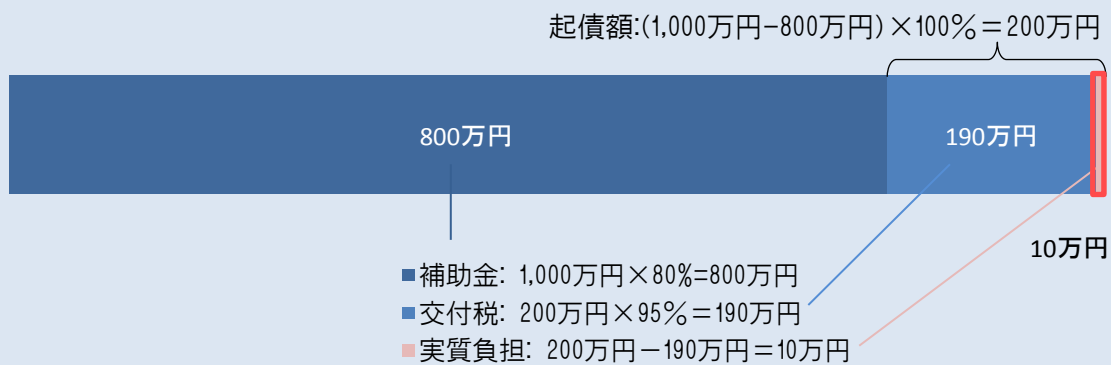 起債額:(1,000万円-800万円)×100％＝200万円
800万円
190万円
10万円
補助金: 1,000万円×80%=800万円
交付税: 200万円×95％＝190万円
実質負担: 200万円－190万円＝10万円